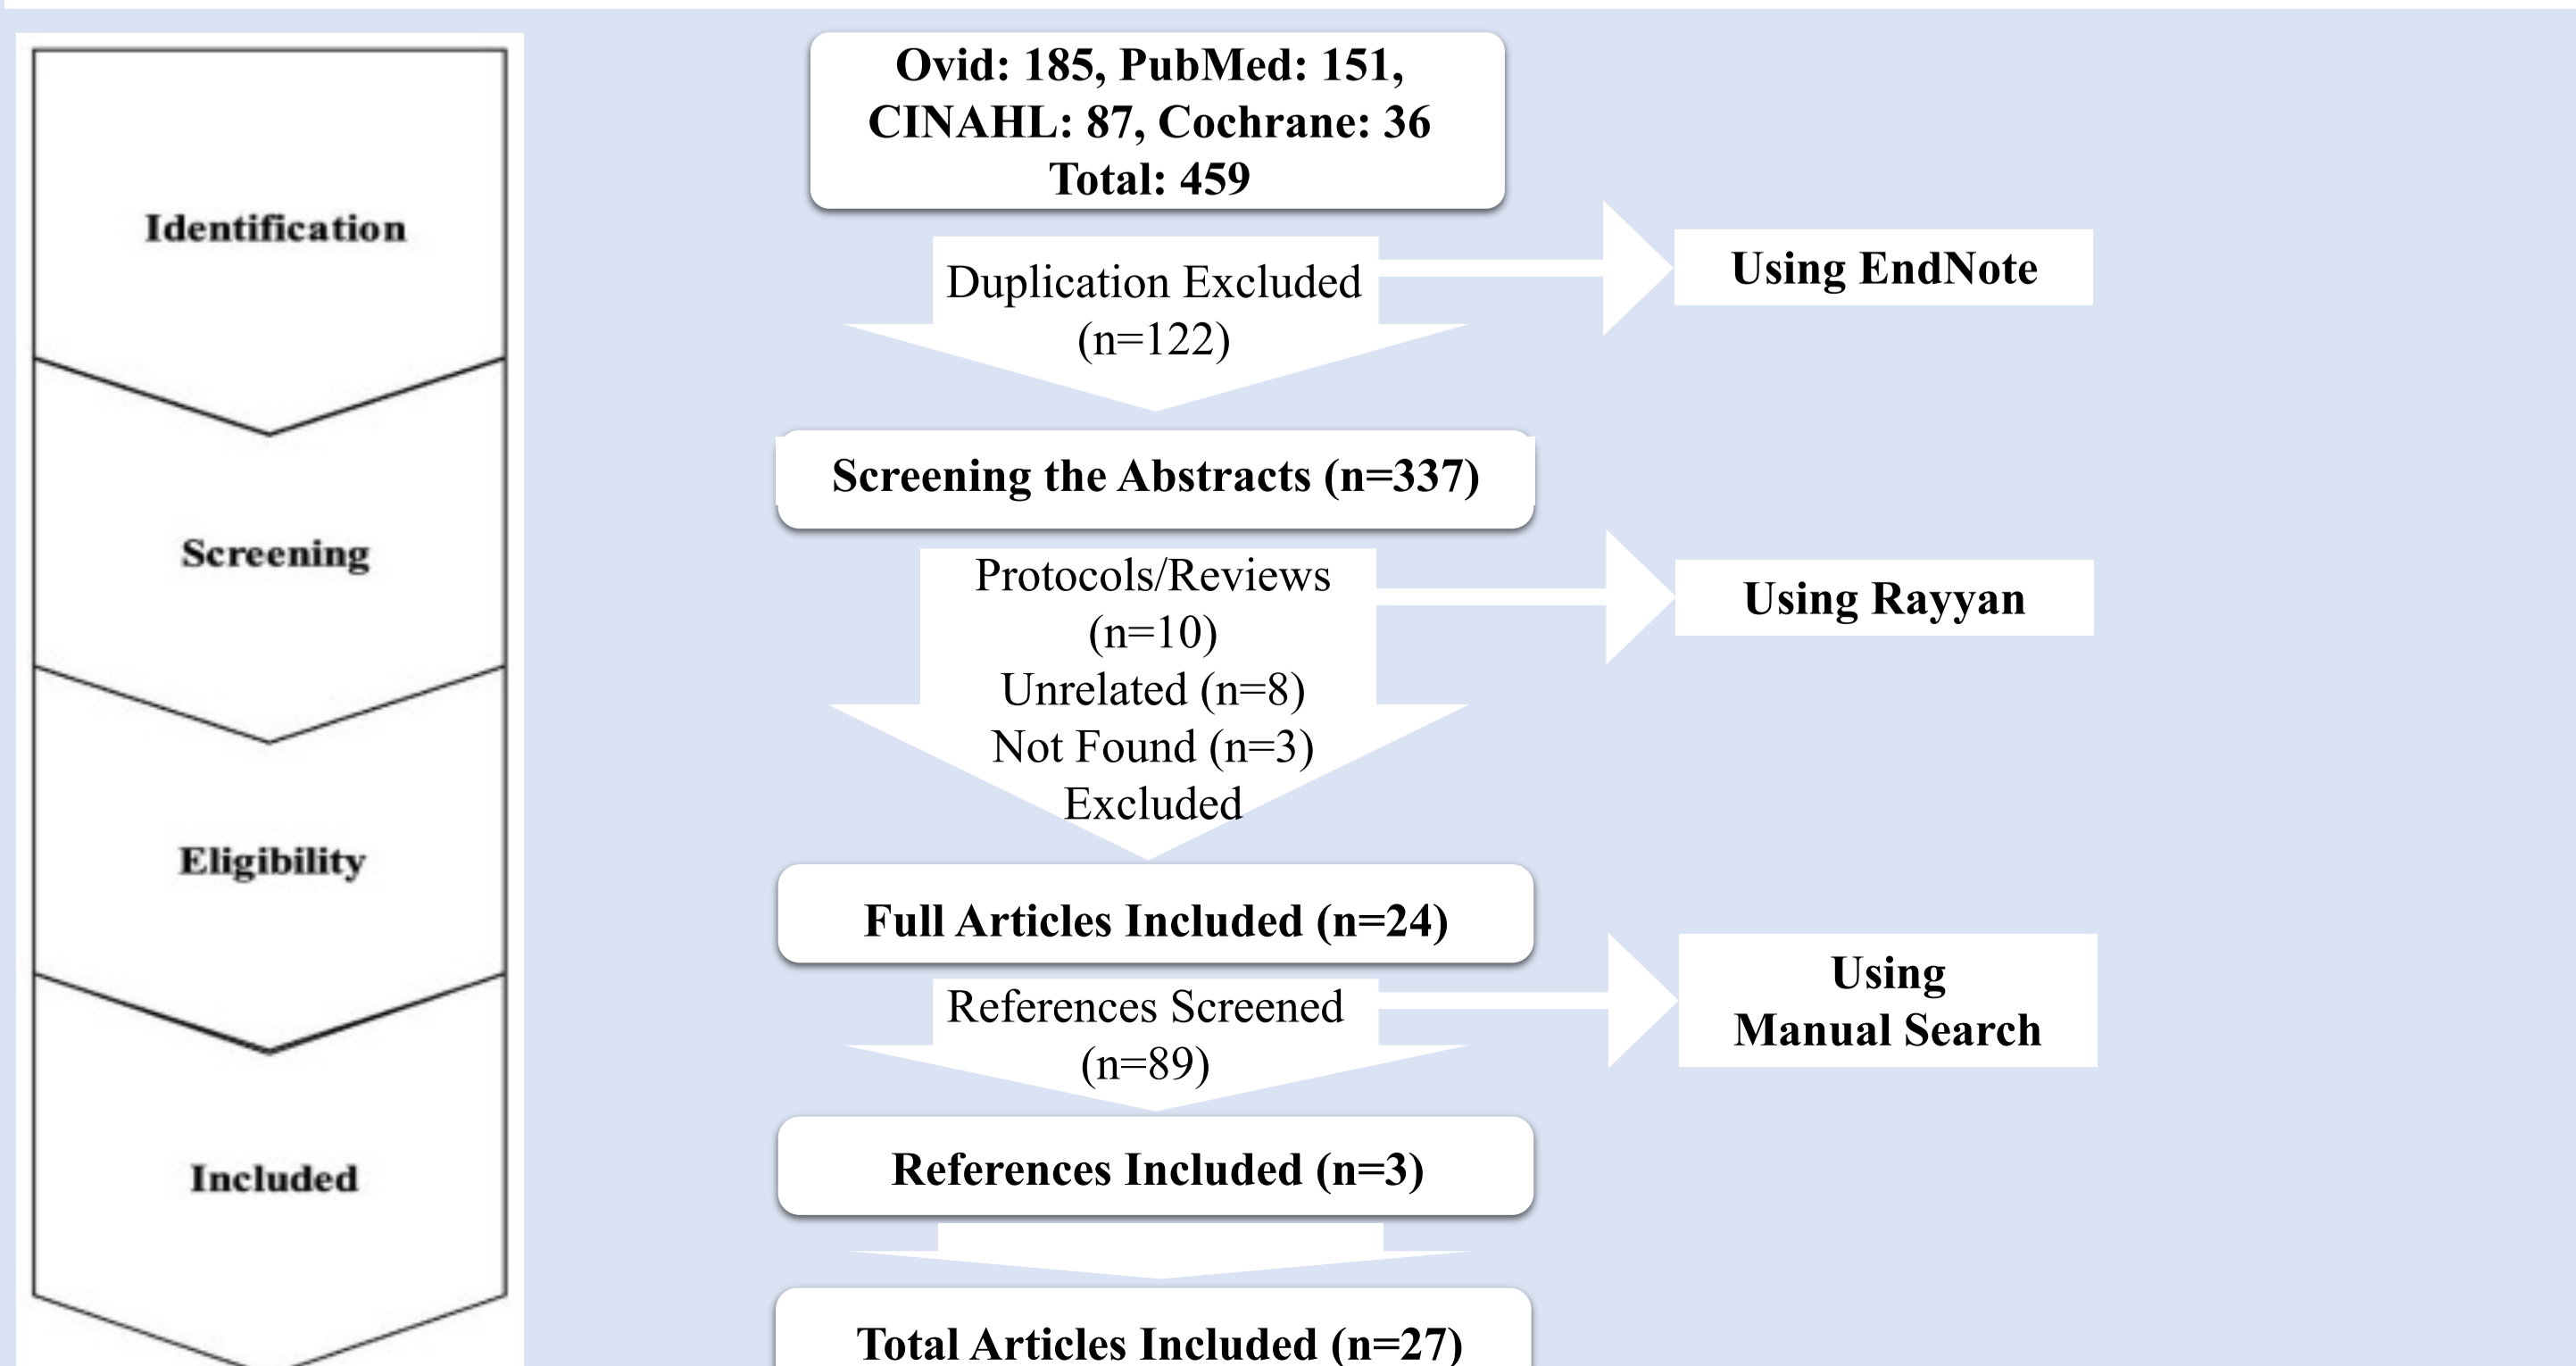 Identification
Screening
Eligibility
Included
Ovid: 185, PubMed: 151,
CINAHL: 87, Cochrane: 36
Total: 459
Duplication Excluded
(n=122)
Using EndNote
Screening the Abstracts (n=337)
Protocols/Reviews
(n=10)
Unrelated (n=8)
Not Found (n=3)
Excluded
Using Rayyan
Full Articles Included (n=24)
References Screened
(n=89)
Using
Manual Search
References Included (n=3)
Total Articles Included (n=27)